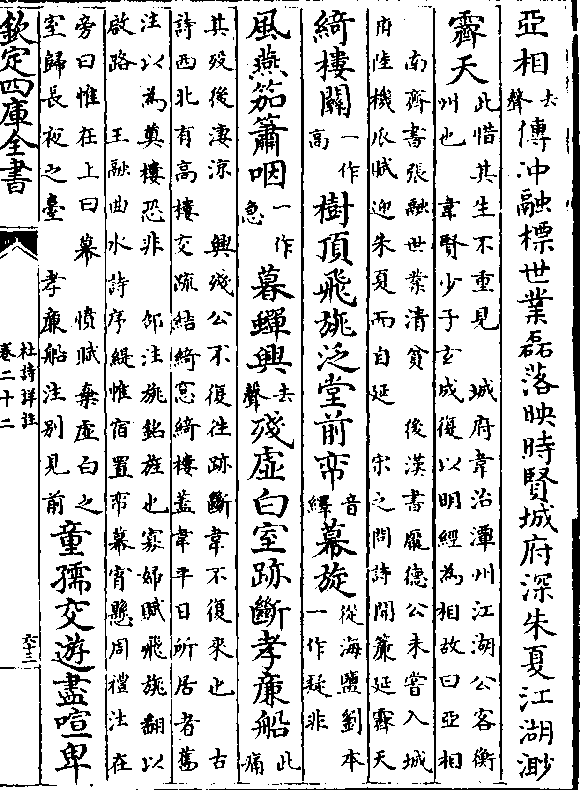 亞相去聲傳沖融標世業磊落映時賢城府深朱夏江湖渺
霽天此惜其生不重見　城府韋治潭州江湖公客衡
州也　韋賢少子玄成復以明經為相故曰亞相
南齊書張融世業清貧　後漢書龐德公未嘗入城
府陸機瓜賦迎朱夏而自延　宋之問詩開簾延霽天
綺樓關一作高樹頂飛旐泛堂前帟音繹幕旋從海鹽劉本一作疑非
風燕笳簫咽一作急暮蟬興去聲殘虛白室跡斷孝廉船此痛
其歿後淒涼　興殘公不復往跡斷韋不復來也　古
詩西北有高樓交疏結綺窓綺樓蓋韋平日所居者舊
注以為奠樓恐非　邵注旐銘旌也寡婦賦飛旐翩以
啟路　王融曲水詩序緹帷宿置帟幕宵懸周禮注在
旁曰帷在上曰幕　憤賦棄虛白之
室歸長夜之臺　孝廉船注別見前
童孺交遊盡喧卑
欽定四庫全書
杜詩詳註
卷二十二
六十三